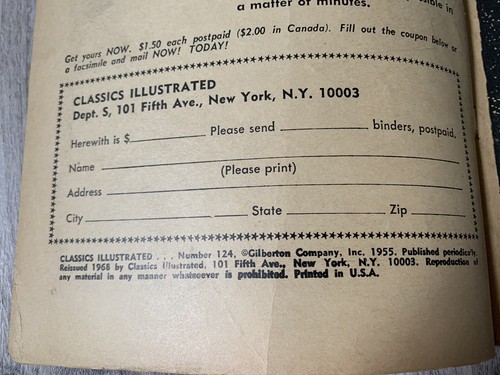 a matter of minutes.
Get yours NOW. $1.50 each postpaid ($2.00 in Canada). Fill out the coupon below or
a facsimile and mail NOW! TODAY!
CLASSICS ILLUSTRATED
Dept. S, 101 Fifth Ave., New York, N.Y. 10003
Herewith is $ Please send binders, postpaid.
Name
(Please print)
Address
City State Zip
CLASSICS ILLUSTRATED . . . Number 124, ©Gilberton Company, Inc. 1955. Published periodically.
Reissued 1968 by Classics Illustrated, 101 Fifth Ave., New York, N.Y. 10003. Reproduction of
any material in any manner whatsoever is prohibited. Printed in U.S.A.